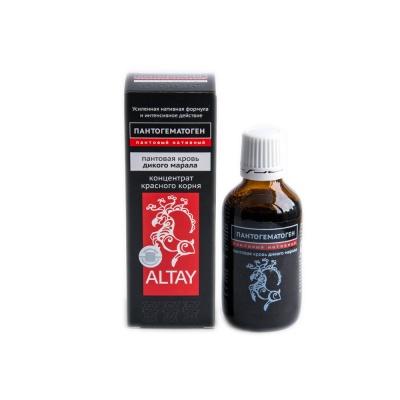 Усиленная нативная формула
и интенсивное действие
ПАНТОГЕМАТОГЕН
пантовый нативный
пантовая кровь
дикого марала
концентрат
красного корня
ALTAY
ПАНТОГЕМАТОГЕН
пантовый нативный
пантовая кровь дикого марала